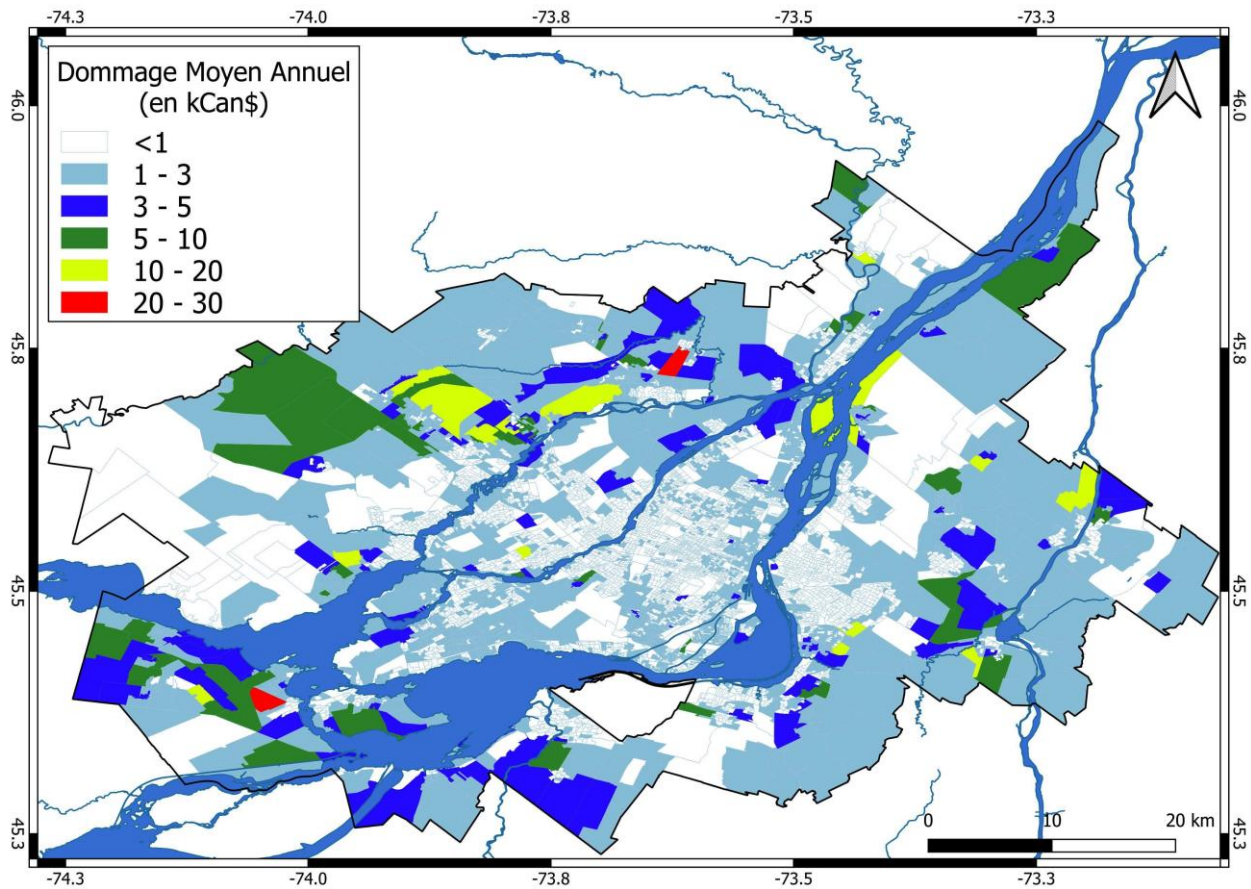 -74.3 -74.0 -73.8 -73.5 -73.3
Dommage Moyen Annuel
(en kCan$)
<1
1 - 3
3 - 5
5 - 10
10 - 20
20 - 30
46.0 46.0
45.8 45.8
45.5 45.5
45.3 45.3
0 10 20 km
-74.3 -74.0 -73.8 -73.5 -73.3